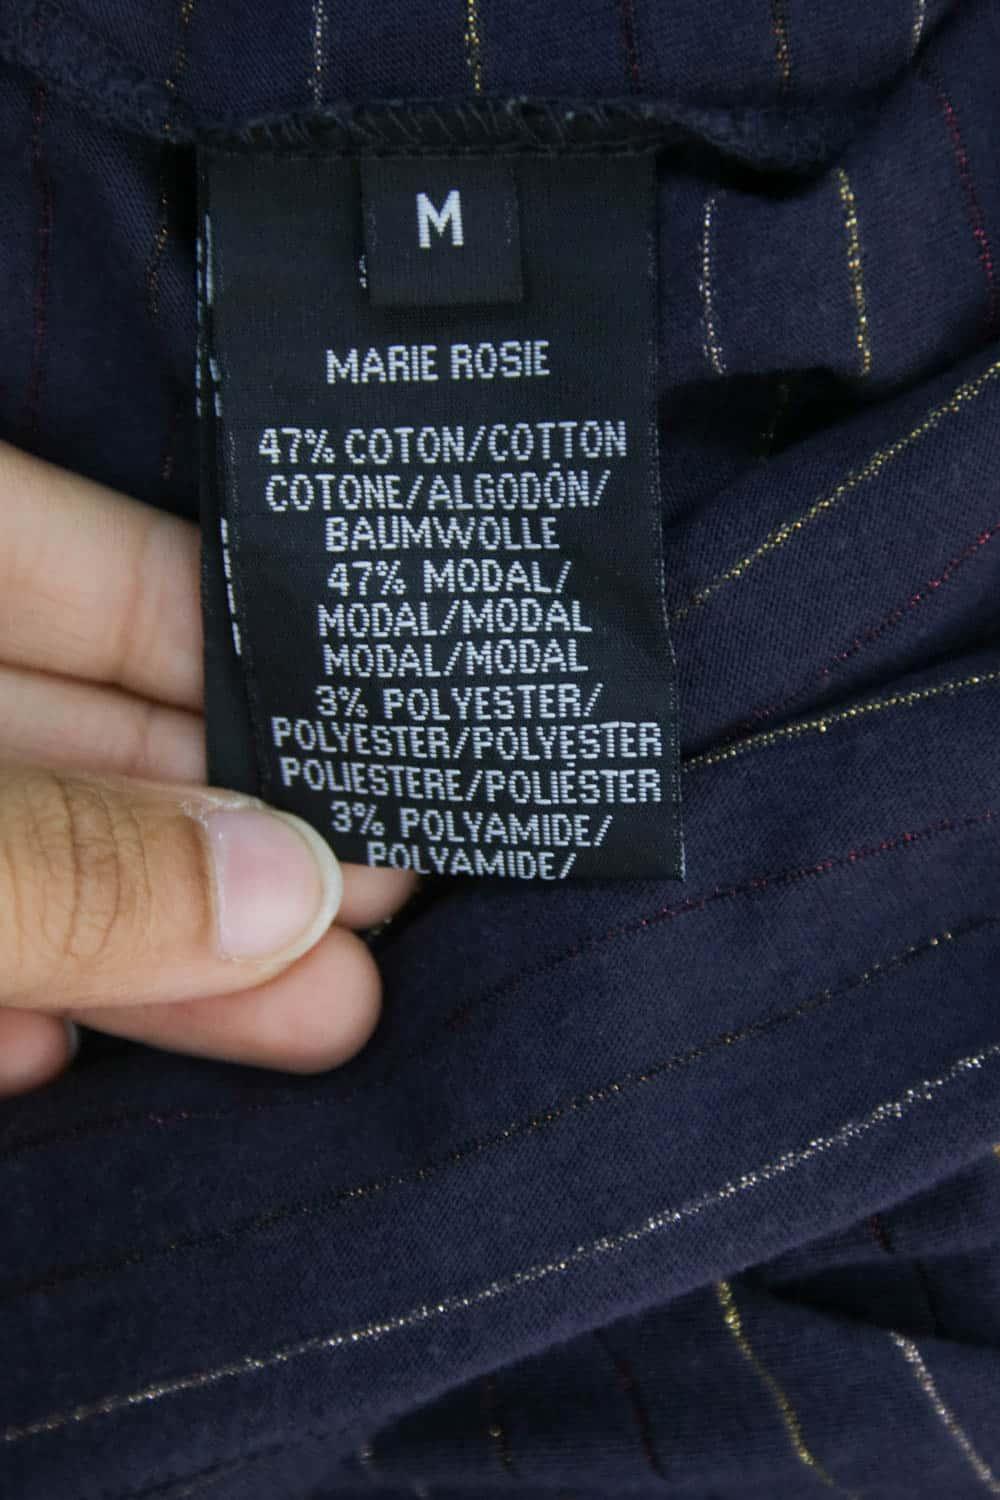 M
MARIE ROSIE
47% COTON/COTTON
COTONE/ALGODÓN/
BAUMWOLLE
47% MODAL/
MODAL/MODAL
MODAL/MODAL
3% POLYESTER/
POLYESTER/POLYESTER
POLIESTERE/POLIÉSTER
3% POLYAMIDE/
POLYAMIDE/